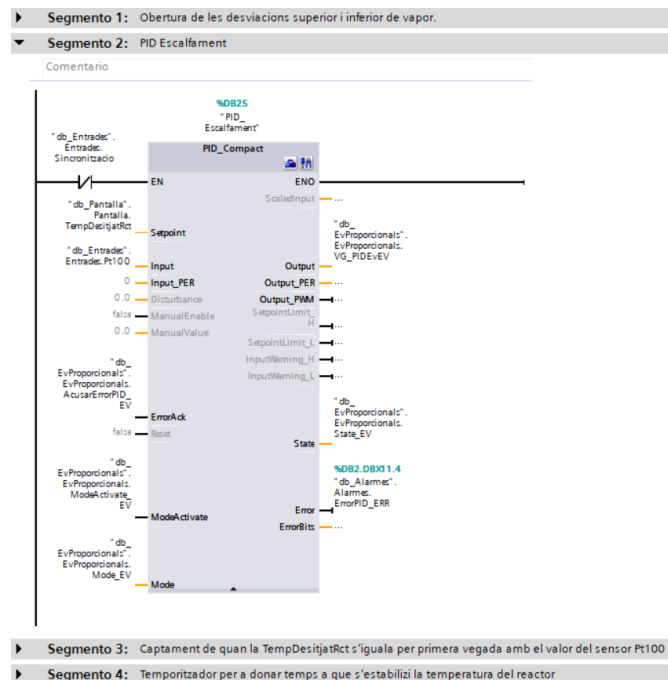 Segmento 1: Obertura de les desviacions superior i inferior de vapor.
Segmento 2: PID Escalfament
Comentario
%DB25
"PID_
Escalfament"
"db_Entrades".
Entrades.
Sincronitzacio
PID_Compact
EN
ENO
ScaledInput
...
"db_Pantalla".
Pantalla.
TempDesitjatRct
Setpoint
"db_
EvProporcionals".
EvProporcionals.
VG_PIDEvEV
"db_Entrades".
Entrades.Pt100
Input
Output
0
Input_PER
Output_PER
...
0.0
Disturbance
Output_PWM
...
false
ManualEnable
SetpointLimit_
H
...
0.0
ManualValue
SetpointLimit_L
...
InputWarning_H
...
InputWarning_L
...
"db_
EvProporcionals".
EvProporcionals.
AcusarErrorPID_
EV
ErrorAck
"db_
EvProporcionals".
EvProporcionals.
State_EV
false
Reset
State
"db_
EvProporcionals".
EvProporcionals.
ModeActivate_
EV
ModeActivate
%DB2.DBX11.4
"db_Alarmes".
Alarmes.
ErrorPID_ERR
Error
ErrorBits
...
"db_
EvProporcionals".
EvProporcionals.
Mode_EV
Mode
Segmento 3: Captament de quan la TempDesitjatRct s'iguala per primera vegada amb el valor del sensor Pt100
Segmento 4: Temporitzador per a donar temps a que s'estabilizi la temperatura del reactor